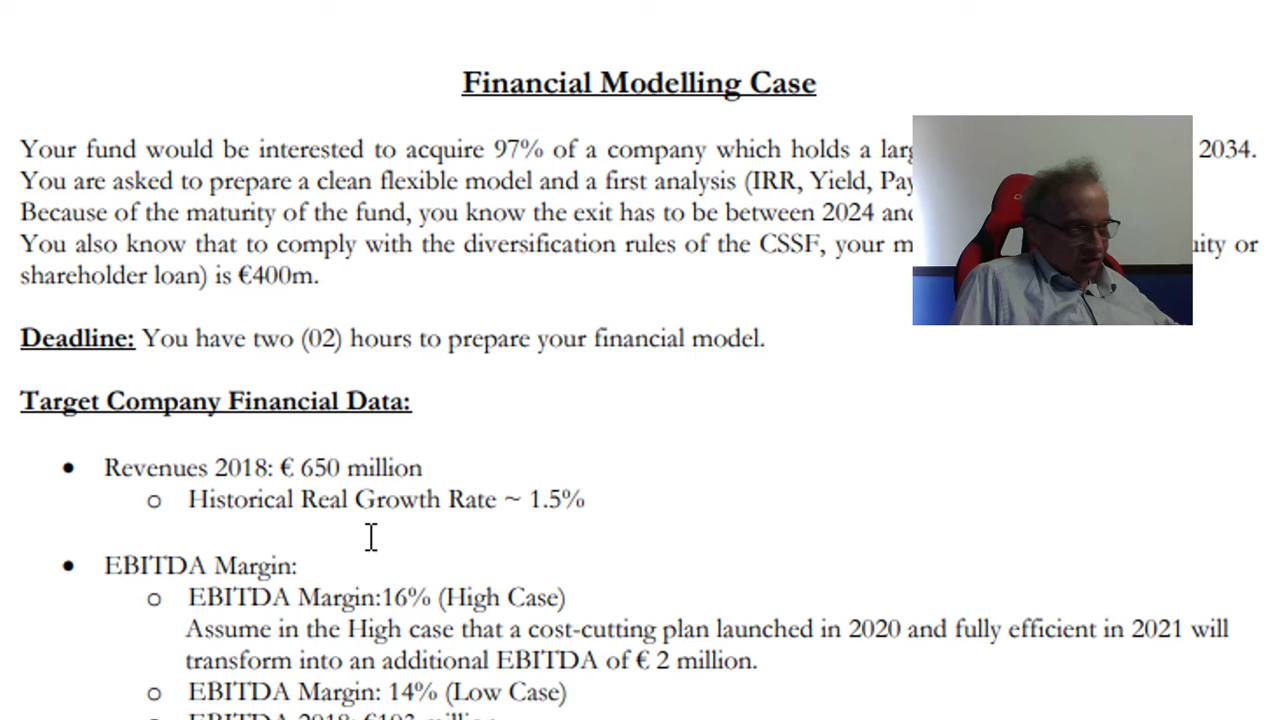 Financial Modelling Case
Your fund would be interested to acquire 97% of a company which holds a 2034.
You are asked to prepare a clean flexible model and a first analysis (IRR, Yield,
Because of the maturity of the fund, you know the exit has to be between 2024
You also know that to comply with the diversification rules of the CSSF, your or
shareholder loan) is €400m.
Deadline: You have two (02) hours to prepare your financial model.
Target Company Financial Data:
• Revenues 2018: € 650 million
o Historical Real Growth Rate ~ 1.5%
• EBITDA Margin:
o EBITDA Margin:16% (High Case)
Assume in the High case that a cost-cutting plan launched in 2020 and fully efficient in 2021 will
transform into an additional EBITDA of € 2 million.
o EBITDA Margin: 14% (Low Case)